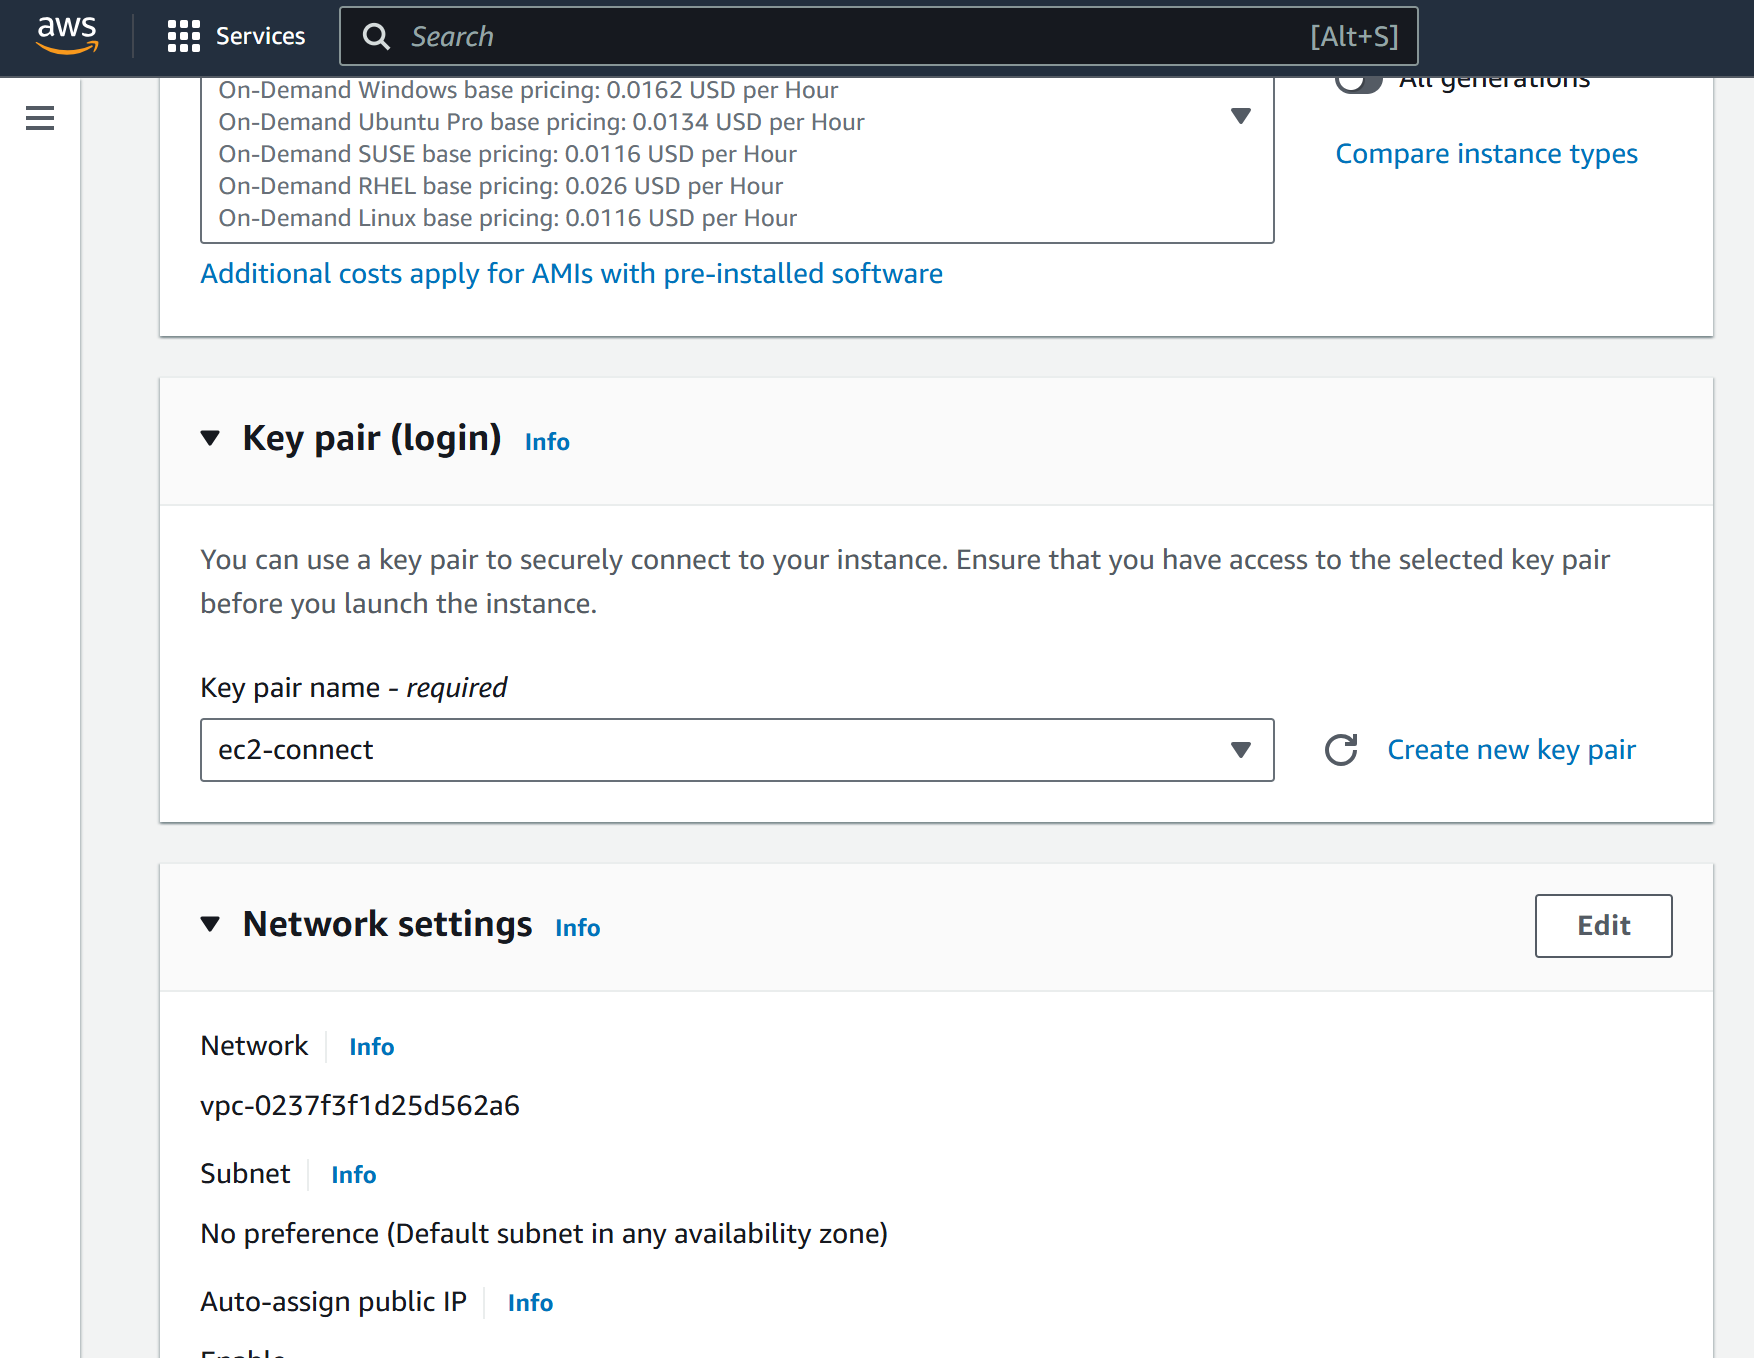 aws
Services
Search
[Alt+S]
On-Demand Windows base pricing: 0.0162 USD per Hour
All generations
On-Demand Ubuntu Pro base pricing: 0.0134 USD per Hour
On-Demand SUSE base pricing: 0.0116 USD per Hour
Compare instance types
On-Demand RHEL base pricing: 0.026 USD per Hour
On-Demand Linux base pricing: 0.0116 USD per Hour
Additional costs apply for AMIs with pre-installed software
Key pair (login) Info
You can use a key pair to securely connect to your instance. Ensure that you have access to the selected key pair
before you launch the instance.
Key pair name - required
ec2-connect
Create new key pair
Network settings Info
Edit
Network Info
vpc-0237f3f1d25d562a6
Subnet Info
No preference (Default subnet in any availability zone)
Auto-assign public IP Info
Enable